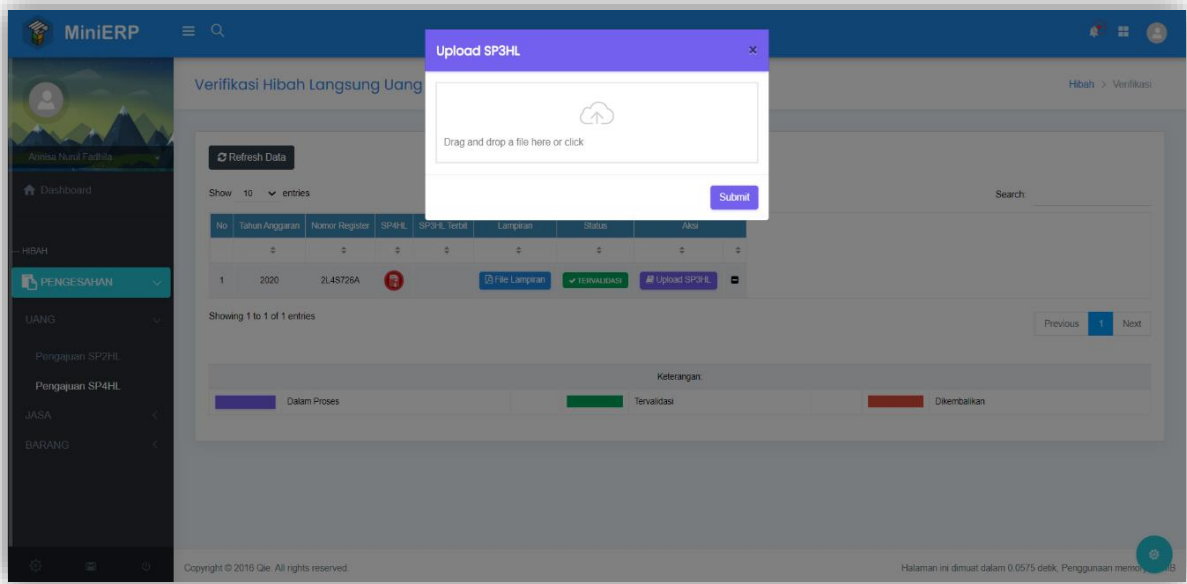 MiniERP
Upload SP3HL ×
Verifikasi Hibah Langsung Uang
Hibah > Verifikasi
Drag and drop a file here or click
Annisa Nurul Fadhila
Refresh Data
Dashboard
Show 10 entries
Submit
Search:
No Tahun Anggaran Nomor Register SP4HL SP3HL Terbit Lampiran Status Aksi
-- HIBAH
PENGESAHAN
1 2020 2L4S726A File Lampiran TERVALIDASI Upload SP3HL
UANG
Showing 1 to 1 of 1 entries
Previous 1 Next
Pengajuan SP2HL
Pengajuan SP4HL
Keterangan:
Dalam Proses Tervalidasi Dikembalikan
JASA
BARANG
Copyright © 2016 Qie. All rights reserved.
Halaman ini dimuat dalam 0.0575 detik, Penggunaan